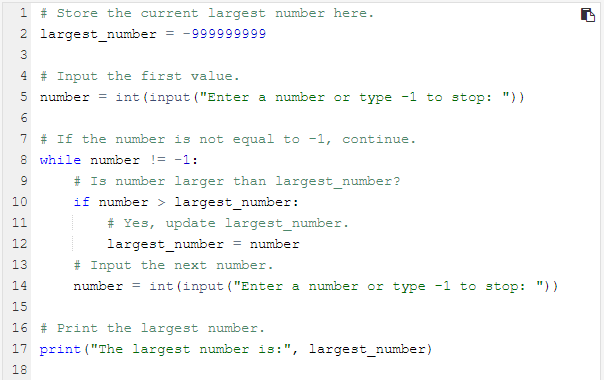 1 # Store the current largest number here.
2 largest_number = -999999999
3
4 # Input the first value.
5 number = int(input("Enter a number or type -1 to stop: "))
6
7 # If the number is not equal to -1, continue.
8 while number != -1:
9     # Is number larger than largest_number?
10     if number > largest_number:
11         # Yes, update largest_number.
12         largest_number = number
13     # Input the next number.
14     number = int(input("Enter a number or type -1 to stop: "))
15
16 # Print the largest number.
17 print("The largest number is:", largest_number)
18